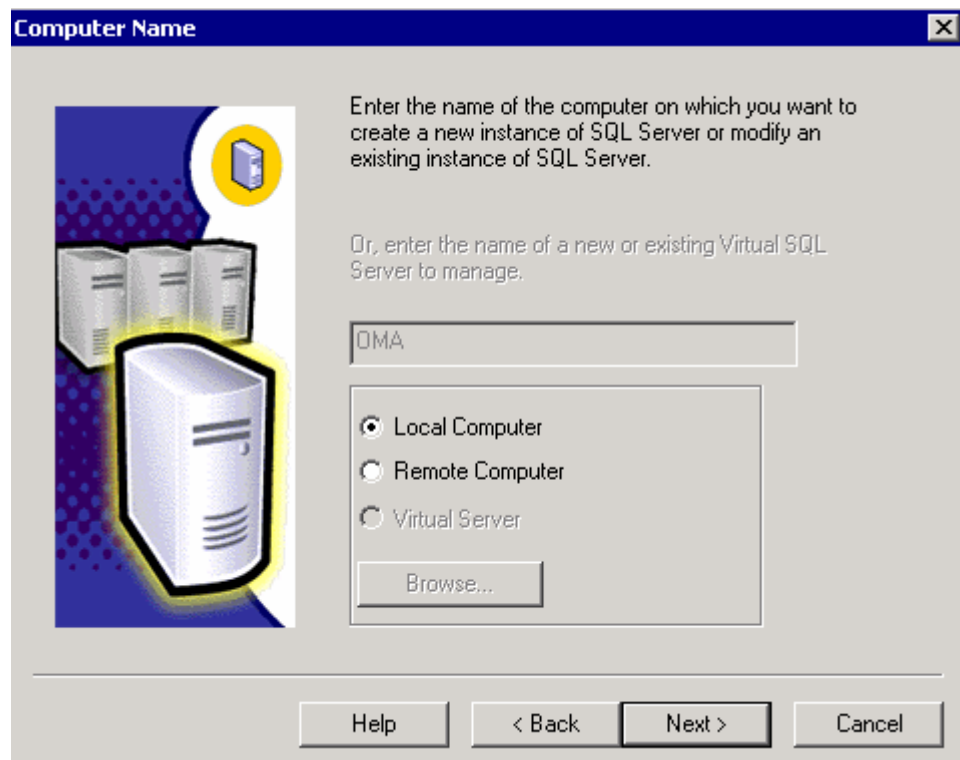 Computer Name
Enter the name of the computer on which you want to
create a new instance of SQL Server or modify an
existing instance of SQL Server.
Or, enter the name of a new or existing Virtual SQL
Server to manage.
OMA
Local Computer
Remote Computer
Virtual Server
Browse...
Help
< Back
Next >
Cancel